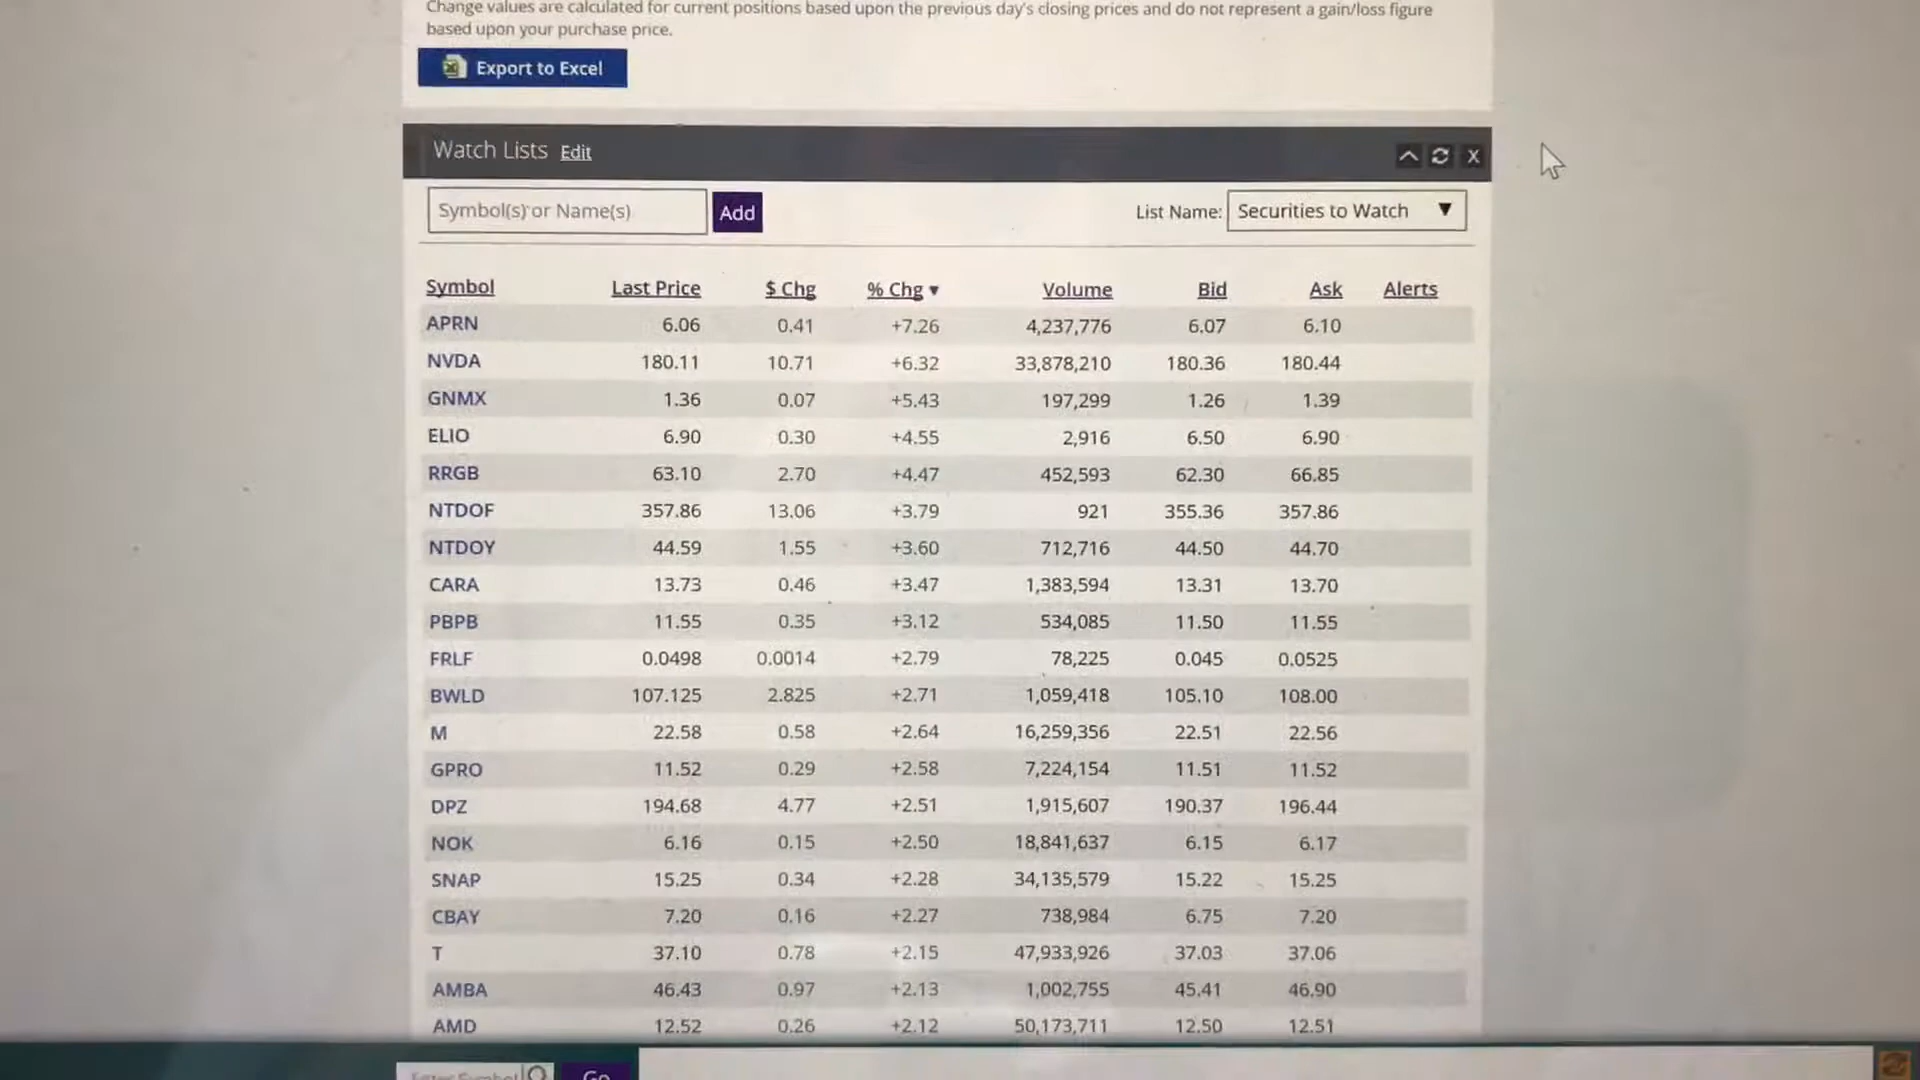 Change values are calculated for current positions based upon the previous day's closing prices and do not represent a gain/loss figure
based upon your purchase price.
Export to Excel
Watch Lists Edit
Symbol(s) or Name(s) Add List Name: Securities to Watch
Symbol Last Price $ Chg % Chg Volume Bid Ask Alerts
APRN 6.06 0.41 +7.26 4,237,776 6.07 6.10
NVDA 180.11 10.71 +6.32 33,878,210 180.36 180.44
GNMX 1.36 0.07 +5.43 197,299 1.26 1.39
ELIO 6.90 0.30 +4.55 2,916 6.50 6.90
RRGB 63.10 2.70 +4.47 452,593 62.30 66.85
NTDOF 357.86 13.06 +3.79 921 355.36 357.86
NTDOY 44.59 1.55 +3.60 712,716 44.50 44.70
CARA 13.73 0.46 +3.47 1,383,594 13.31 13.70
PBPB 11.55 0.35 +3.12 534,085 11.50 11.55
FRLF 0.0498 0.0014 +2.79 78,225 0.045 0.0525
BWLD 107.125 2.825 +2.71 1,059,418 105.10 108.00
M 22.58 0.58 +2.64 16,259,356 22.51 22.56
GPRO 11.52 0.29 +2.58 7,224,154 11.51 11.52
DPZ 194.68 4.77 +2.51 1,915,607 190.37 196.44
NOK 6.16 0.15 +2.50 18,841,637 6.15 6.17
SNAP 15.25 0.34 +2.28 34,135,579 15.22 15.25
CBAY 7.20 0.16 +2.27 738,984 6.75 7.20
T 37.10 0.78 +2.15 47,933,926 37.03 37.06
AMBA 46.43 0.97 +2.13 1,002,755 45.41 46.90
AMD 12.52 0.26 +2.12 50,173,711 12.50 12.51
Enter Symbol Go